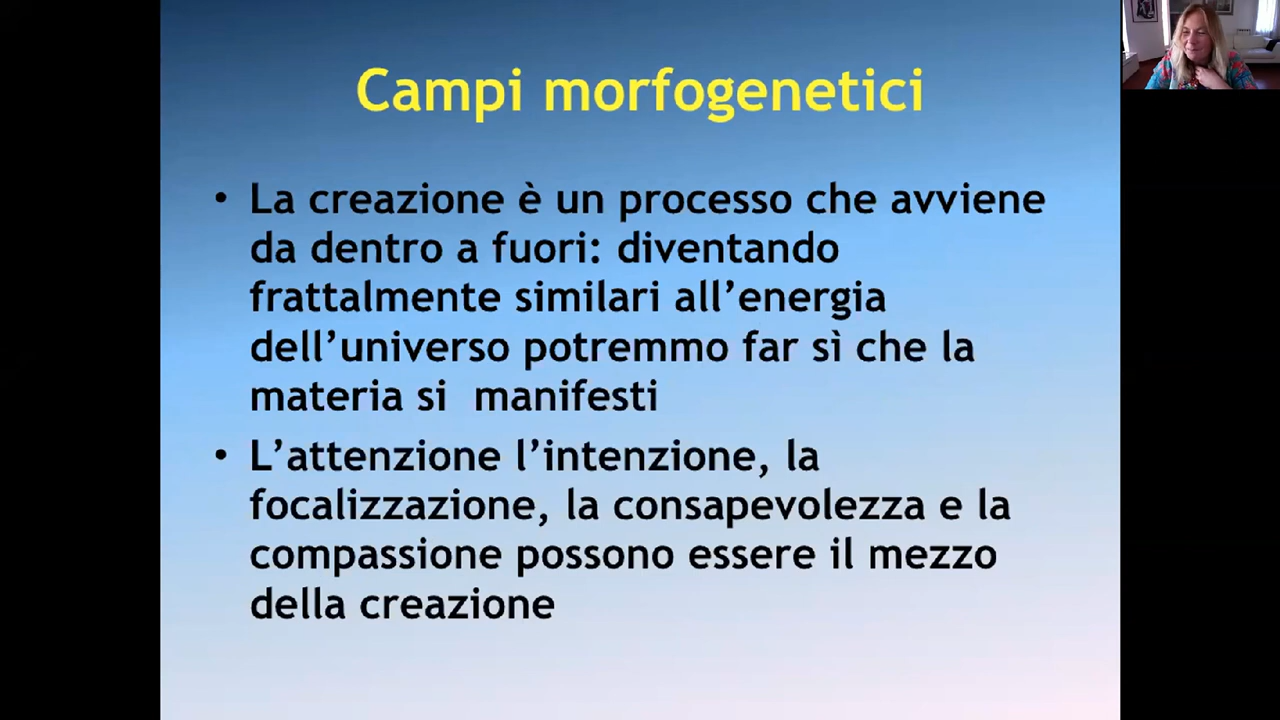 Campi morfogenetici
• La creazione è un processo che avviene
da dentro a fuori: diventando
frattalmente similari all’energia
dell’universo potremmo far sì che la
materia si  manifesti
• L’attenzione l’intenzione, la
focalizzazione, la consapevolezza e la
compassione possono essere il mezzo
della creazione